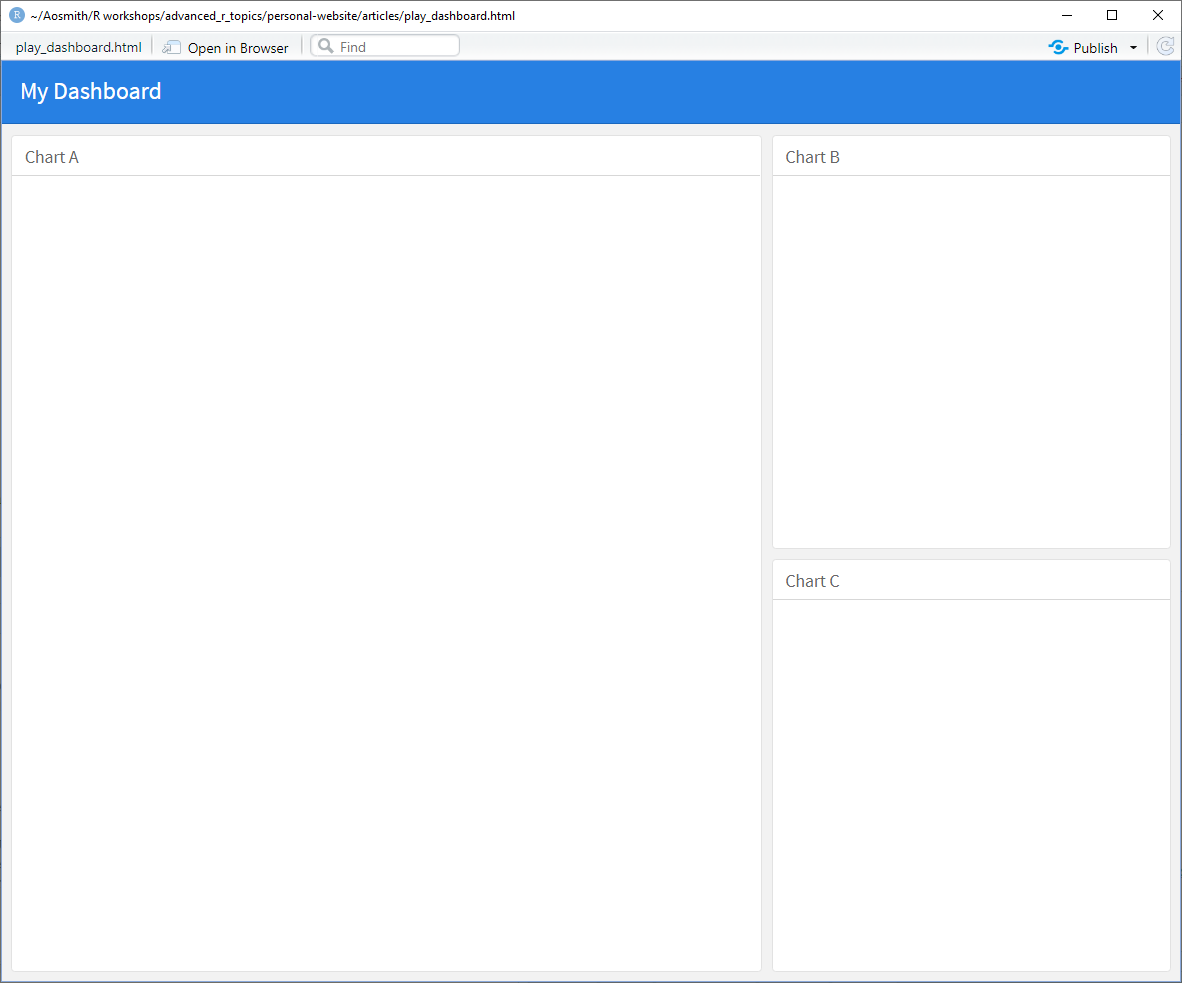 R ~/Aosmith/R workshops/advanced_r_topics/personal-website/articles/play_dashboard.html
play_dashboard.html Open in Browser Find Publish
My Dashboard
Chart A
Chart B
Chart C